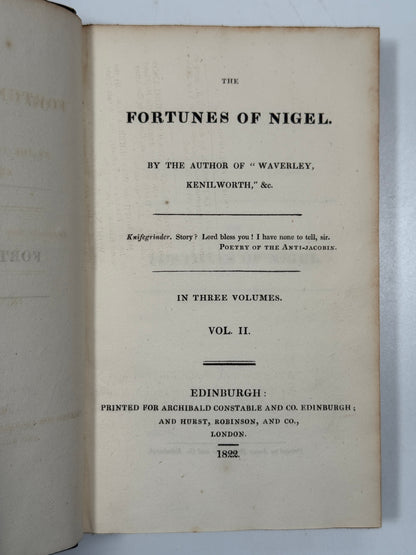 THE
FORTUNES OF NIGEL.
BY THE AUTHOR OF “ WAVERLEY,
KENILWORTH,” &c.
Knifegrinder. Story? Lord bless you! I have none to tell, sir.
POETRY OF THE ANTI-JACOBIN.
IN THREE VOLUMES.
VOL. II.
EDINBURGH:
PRINTED FOR ARCHIBALD CONSTABLE AND CO. EDINBURGH;
AND HURST, ROBINSON, AND CO.,
LONDON.
1822.